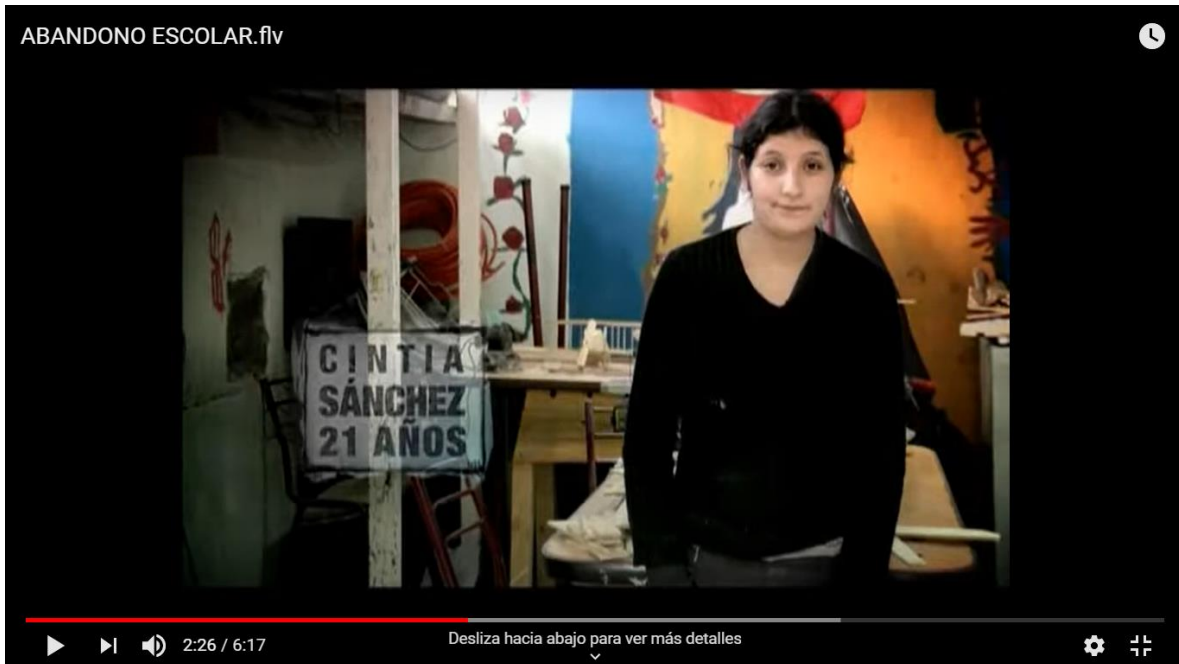 ABANDONO ESCOLAR.flv
CINTIA
SÁNCHEZ
21 AÑOS
2:26 / 6:17
Desliza hacia abajo para ver más detalles